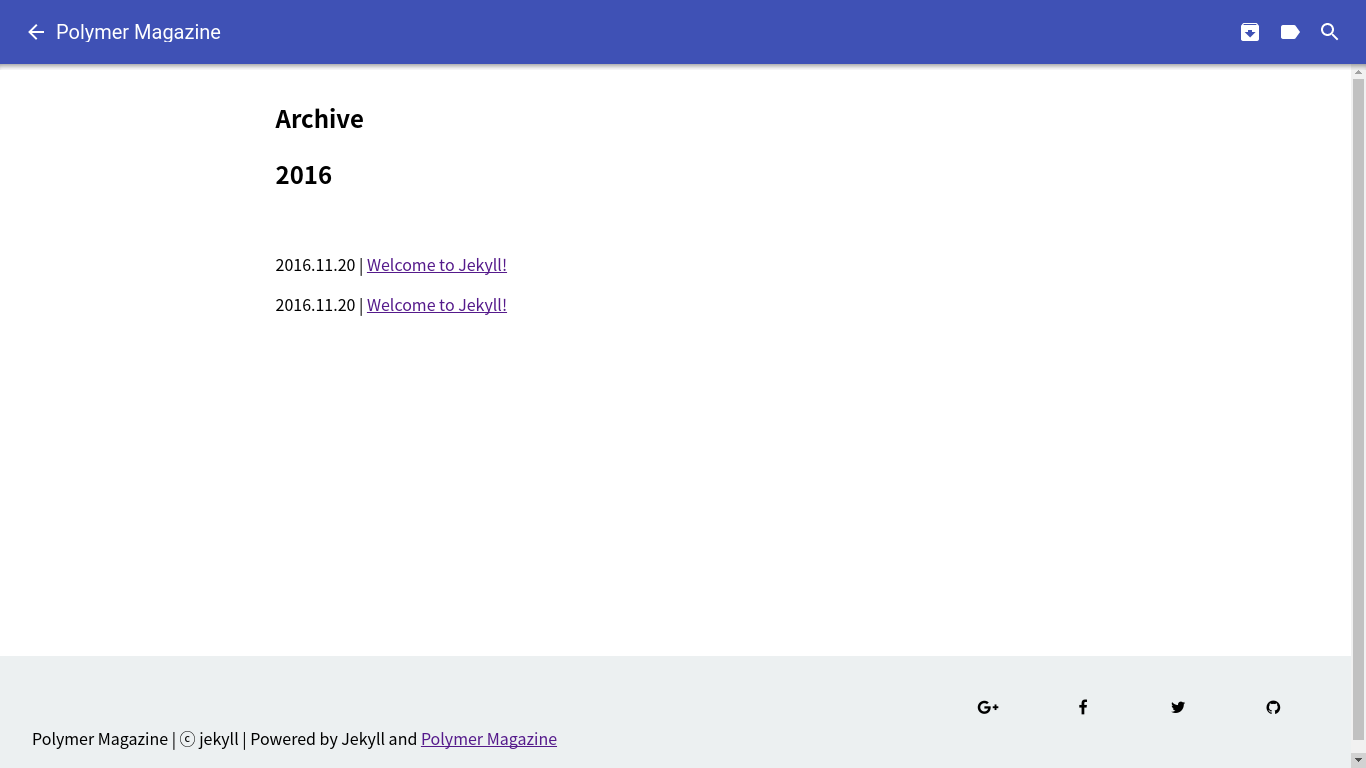 Polymer Magazine
Archive
2016
2016.11.20 | Welcome to Jekyll!
2016.11.20 | Welcome to Jekyll!
Polymer Magazine | ⓒ jekyll | Powered by Jekyll and Polymer Magazine